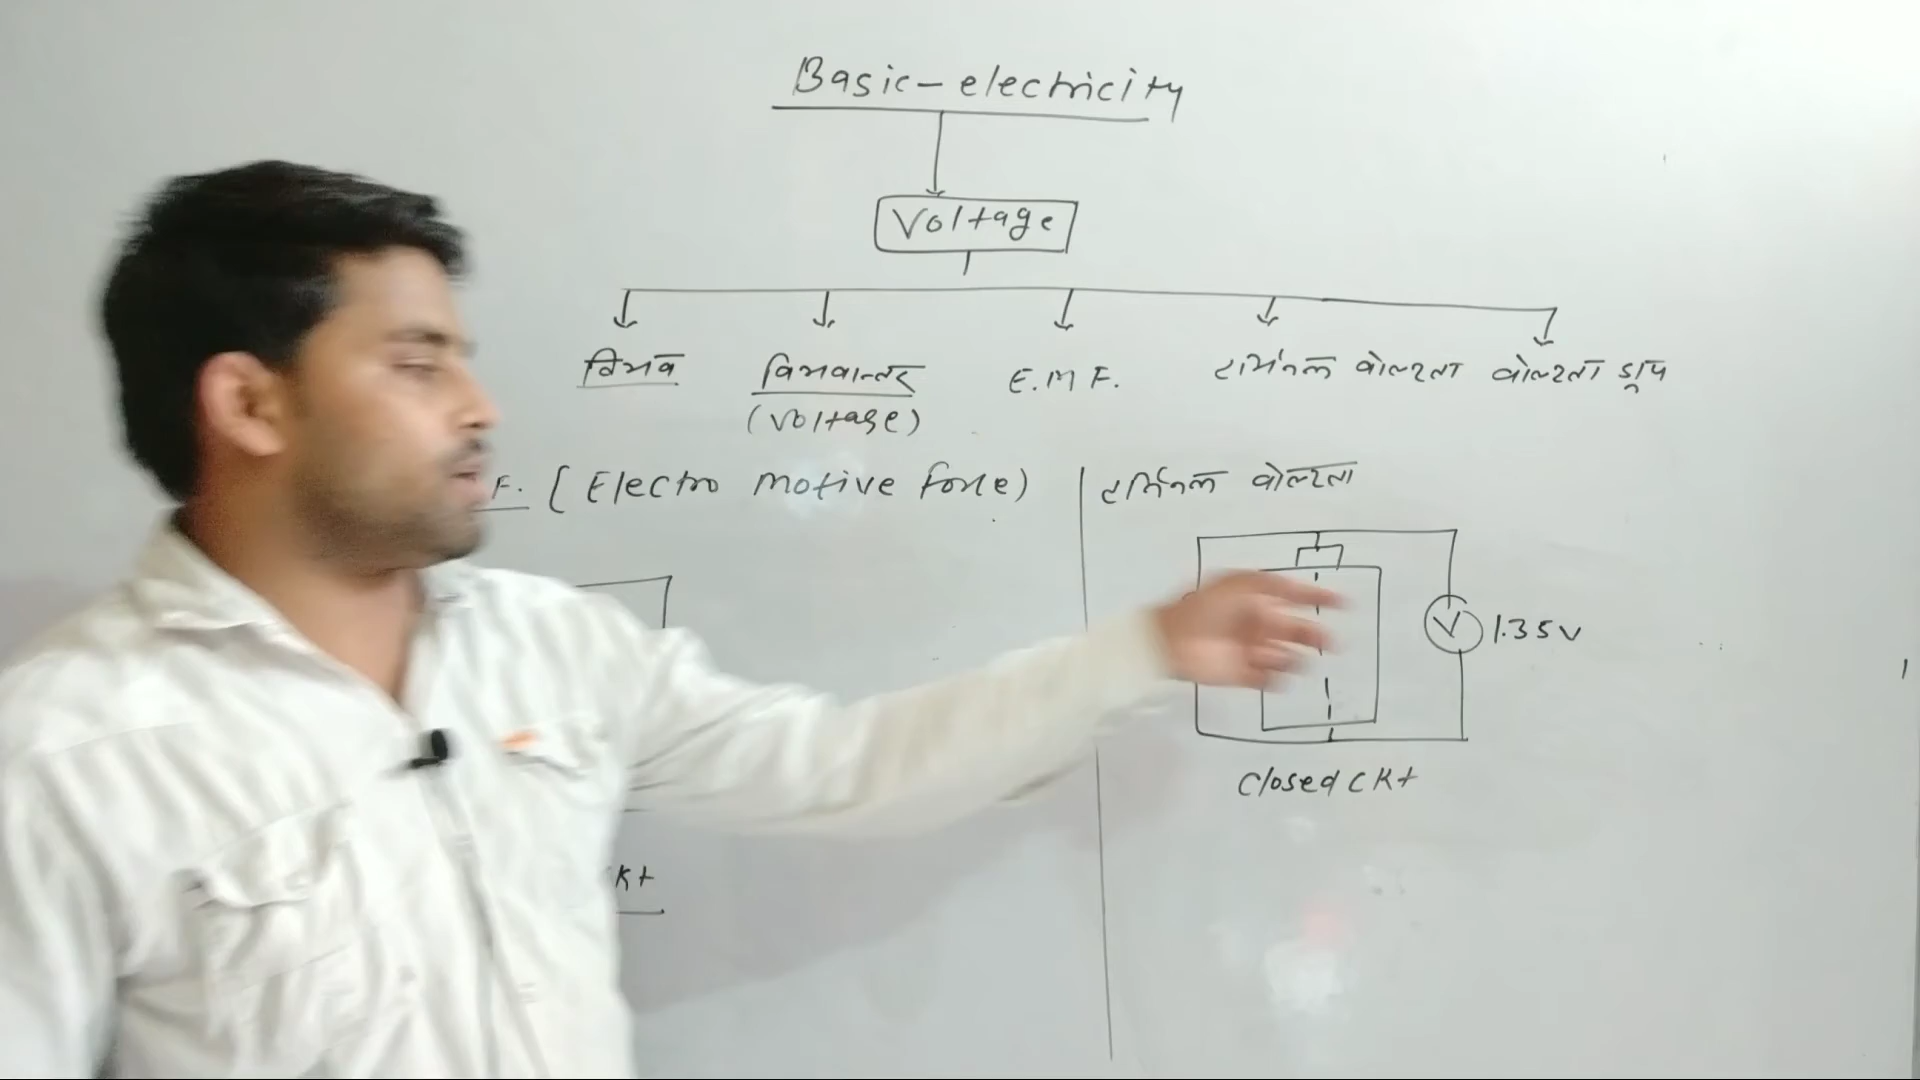 Basic-electricity
Voltage
विभव विभवान्तर E.M F. टर्मिनल वोल्टता वोल्टता ड्रॉप
(Voltage)
F. (Electro motive force)
टर्मिनल वोल्टता
V 1.35V
Closed CKt
Kt